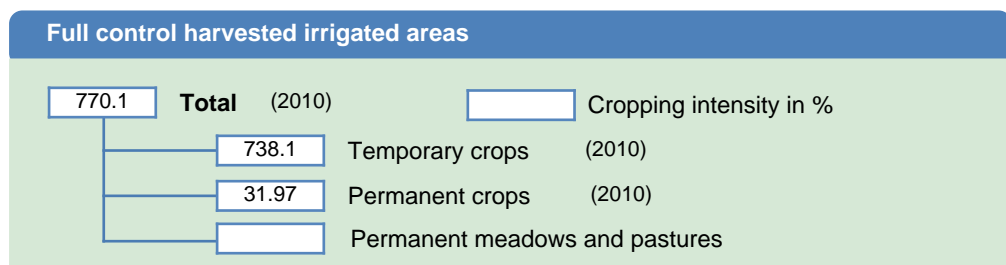 Full control harvested irrigated areas
770.1 Total (2010) Cropping intensity in %
738.1 Temporary crops (2010)
31.97 Permanent crops (2010)
Permanent meadows and pastures